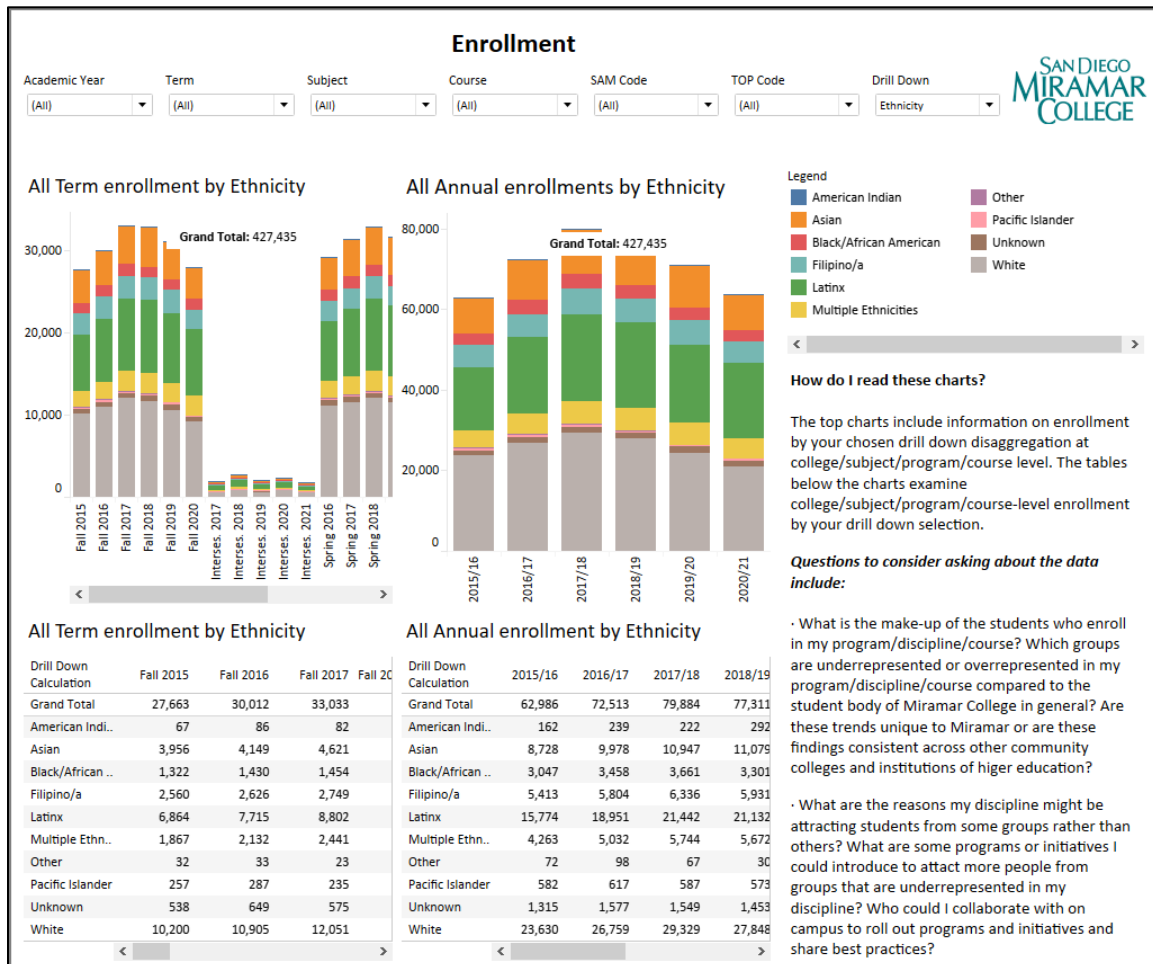 Enrollment
SAN DIEGO
MIRAMAR
COLLEGE
Academic Year Term Subject Course SAM Code TOP Code Drill Down
(All) (All) (All) (All) (All) (All) Ethnicity
All Term enrollment by Ethnicity
30,000
20,000
10,000
0
Grand Total: 427,435
Fall 2015
Fall 2016
Fall 2017
Fall 2018
Fall 2019
Fall 2020
Interses. 2017
Interses. 2018
Interses. 2019
Interses. 2020
Interses. 2021
Spring 2016
Spring 2017
Spring 2018
All Annual enrollments by Ethnicity
80,000
60,000
40,000
20,000
0
Grand Total: 427,435
2015/16
2016/17
2017/18
2018/19
2019/20
2020/21
Legend
American Indian
Asian
Black/African American
Filipino/a
Latinx
Multiple Ethnicities
Other
Pacific Islander
Unknown
White
How do I read these charts?
The top charts include information on enrollment
by your chosen drill down disaggregation at
college/subject/program/course level. The tables
below the charts examine
college/subject/program/course-level enrollment
by your drill down selection.
Questions to consider asking about the data
include:
· What is the make-up of the students who enroll
in my program/discipline/course? Which groups
are underrepresented or overrepresented in my
program/discipline/course compared to the
student body of Miramar College in general? Are
these trends unique to Miramar or are these
findings consistent across other community
colleges and institutions of higer education?
· What are the reasons my discipline might be
attracting students from some groups rather than
others? What are some programs or initiatives I
could introduce to attact more people from
groups that are underrepresented in my
discipline? Who could I collaborate with on
campus to roll out programs and initiatives and
share best practices?
All Term enrollment by Ethnicity
Drill Down
Calculation Fall 2015 Fall 2016 Fall 2017 Fall 20
Grand Total 27,663 30,012 33,033
American Indi.. 67 86 82
Asian 3,956 4,149 4,621
Black/African .. 1,322 1,430 1,454
Filipino/a 2,560 2,626 2,749
Latinx 6,864 7,715 8,802
Multiple Ethn.. 1,867 2,132 2,441
Other 32 33 23
Pacific Islander 257 287 235
Unknown 538 649 575
White 10,200 10,905 12,051
All Annual enrollment by Ethnicity
Drill Down
Calculation 2015/16 2016/17 2017/18 2018/19
Grand Total 62,986 72,513 79,884 77,311
American Indi.. 162 239 222 292
Asian 8,728 9,978 10,947 11,079
Black/African .. 3,047 3,458 3,661 3,301
Filipino/a 5,413 5,804 6,336 5,931
Latinx 15,774 18,951 21,442 21,132
Multiple Ethn.. 4,263 5,032 5,744 5,672
Other 72 98 67 30
Pacific Islander 582 617 587 573
Unknown 1,315 1,577 1,549 1,453
White 23,630 26,759 29,329 27,848